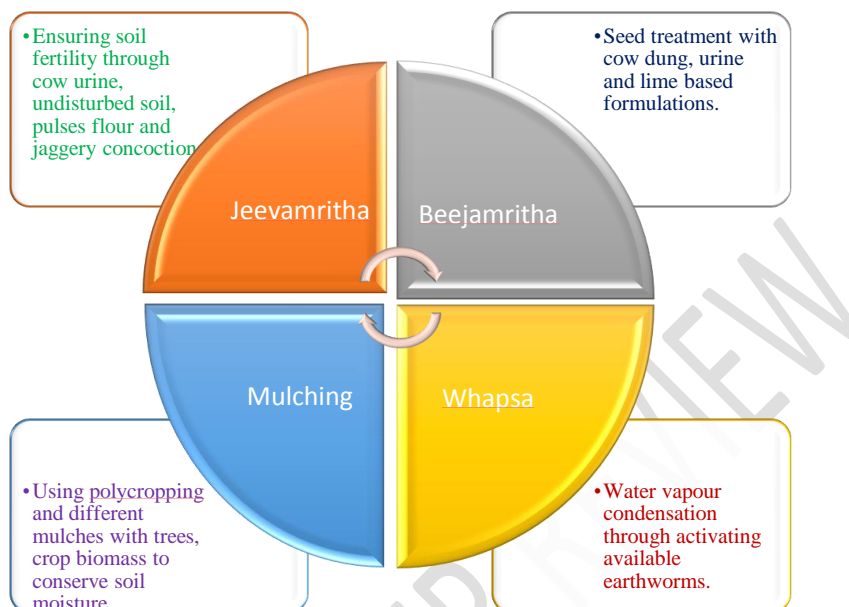 •Ensuring soil
fertility through
cow urine,
undisturbed soil,
pulses flour and
jaggery concoction
•Seed treatment with
cow dung, urine
and lime based
formulations.
Jeevamritha
Beejamritha
Mulching
Whapsa
•Using polycropping
and different
mulches with trees,
crop biomass to
conserve soil
moisture
•Water vapour
condensation
through activating
available
earthworms.
REVIEW